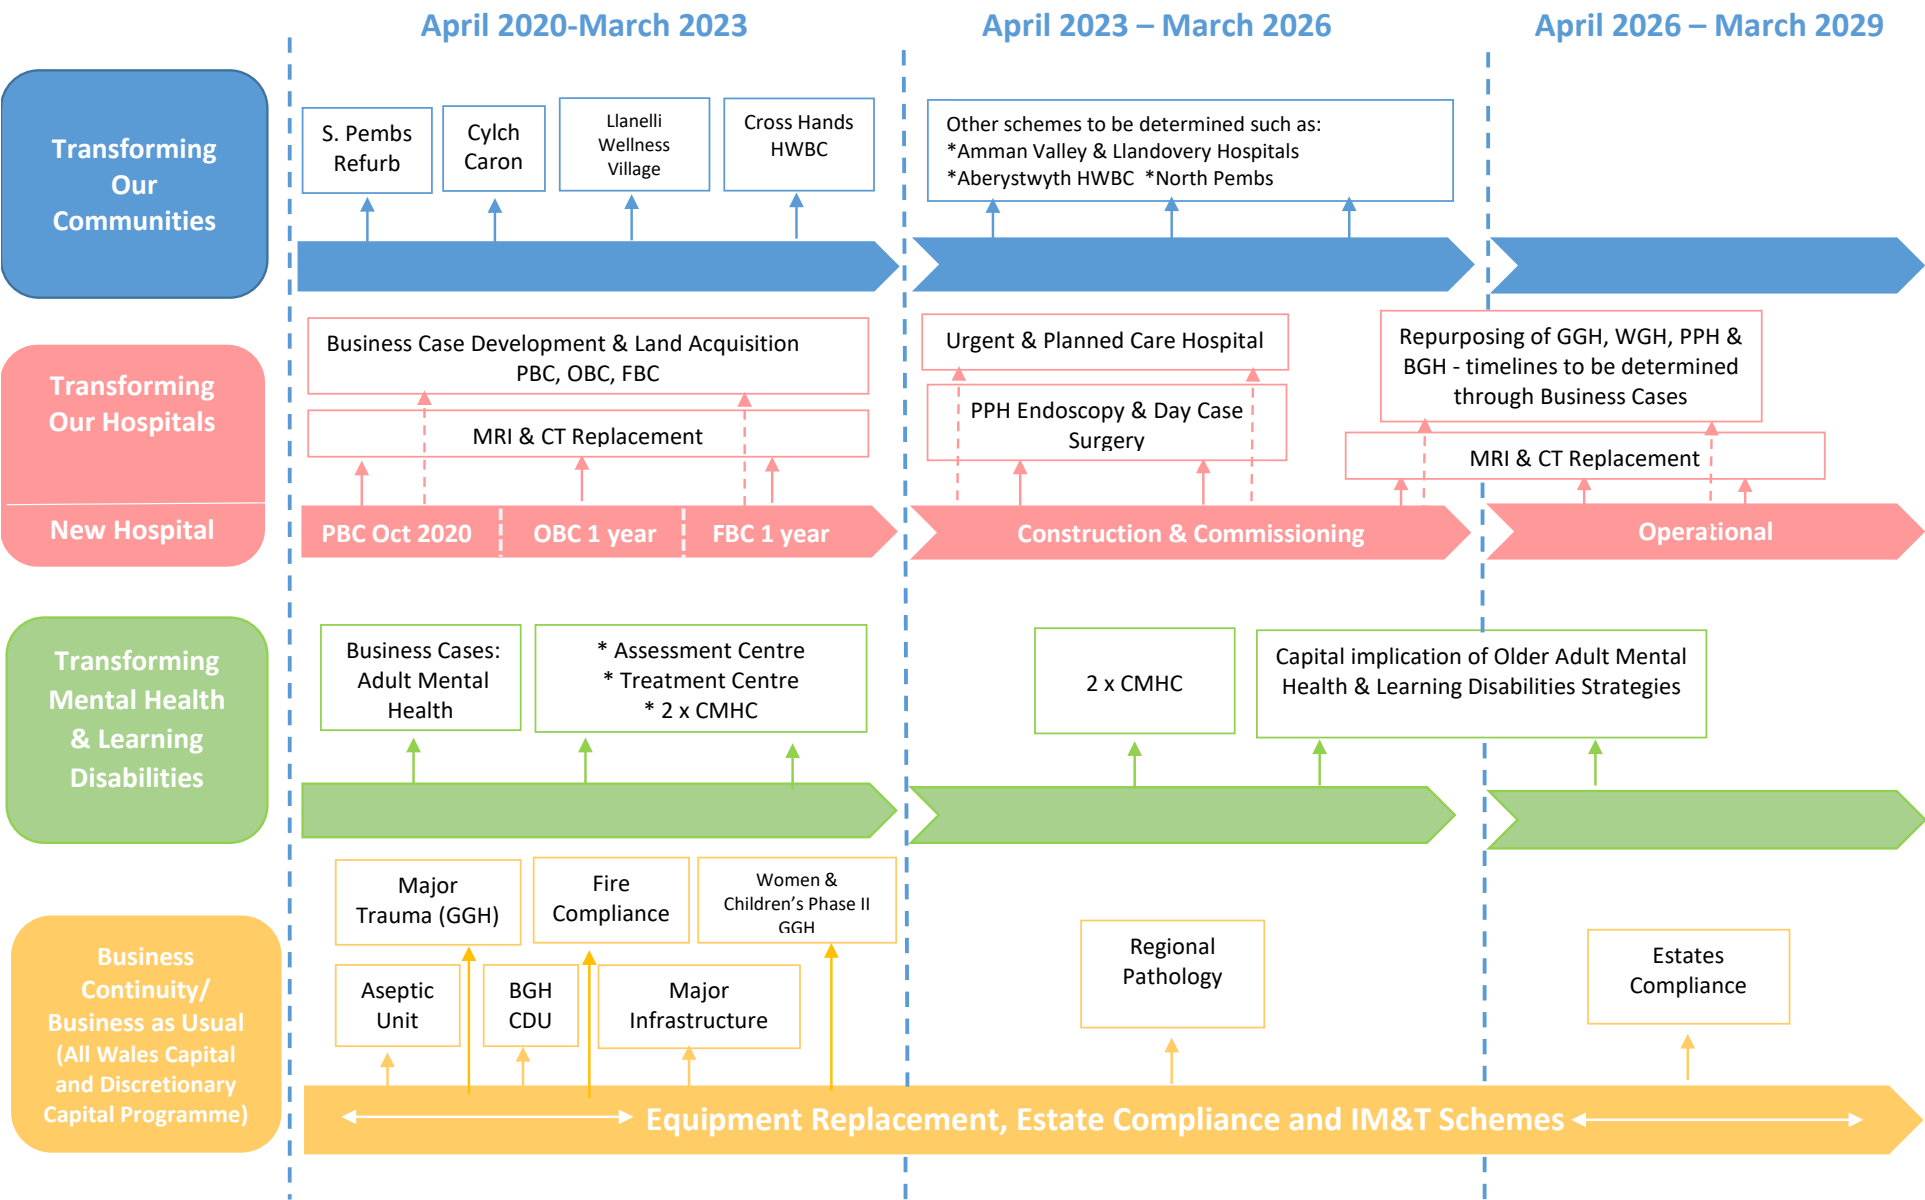 April 2020-March 2023
April 2023 – March 2026
April 2026 – March 2029
Transforming
Our
Communities
S. Pembs
Refurb
Cylch
Caron
Llanelli
Wellness
Village
Cross Hands
HWBC
Other schemes to be determined such as:
*Amman Valley & Llandovery Hospitals
*Aberystwyth HWBC *North Pembs
Transforming
Our Hospitals
New Hospital
Business Case Development & Land Acquisition
PBC, OBC, FBC
MRI & CT Replacement
PBC Oct 2020
OBC 1 year
FBC 1 year
Urgent & Planned Care Hospital
PPH Endoscopy & Day Case
Surgery
Construction & Commissioning
Repurposing of GGH, WGH, PPH &
BGH - timelines to be determined
through Business Cases
MRI & CT Replacement
Operational
Transforming
Mental Health
& Learning
Disabilities
Business Cases:
Adult Mental
Health
* Assessment Centre
* Treatment Centre
* 2 x CMHC
2 x CMHC
Capital implication of Older Adult Mental
Health & Learning Disabilities Strategies
Business
Continuity/
Business as Usual
(All Wales Capital
and Discretionary
Capital Programme)
Major
Trauma (GGH)
Fire
Compliance
Women &
Children’s Phase II
GGH
Aseptic
Unit
BGH
CDU
Major
Infrastructure
Regional
Pathology
Estates
Compliance
Equipment Replacement, Estate Compliance and IM&T Schemes